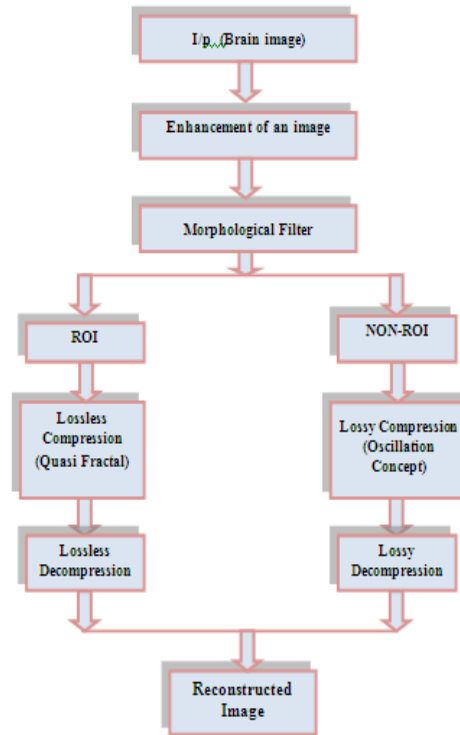 I/p (Brain image)
Enhancement of an image
Morphological Filter
ROI
NON-ROI
Lossless
Compression
(Quasi Fractal)
Lossy Compression
(Oscillation
Concept)
Lossless
Decompression
Lossy
Decompression
Reconstructed
Image